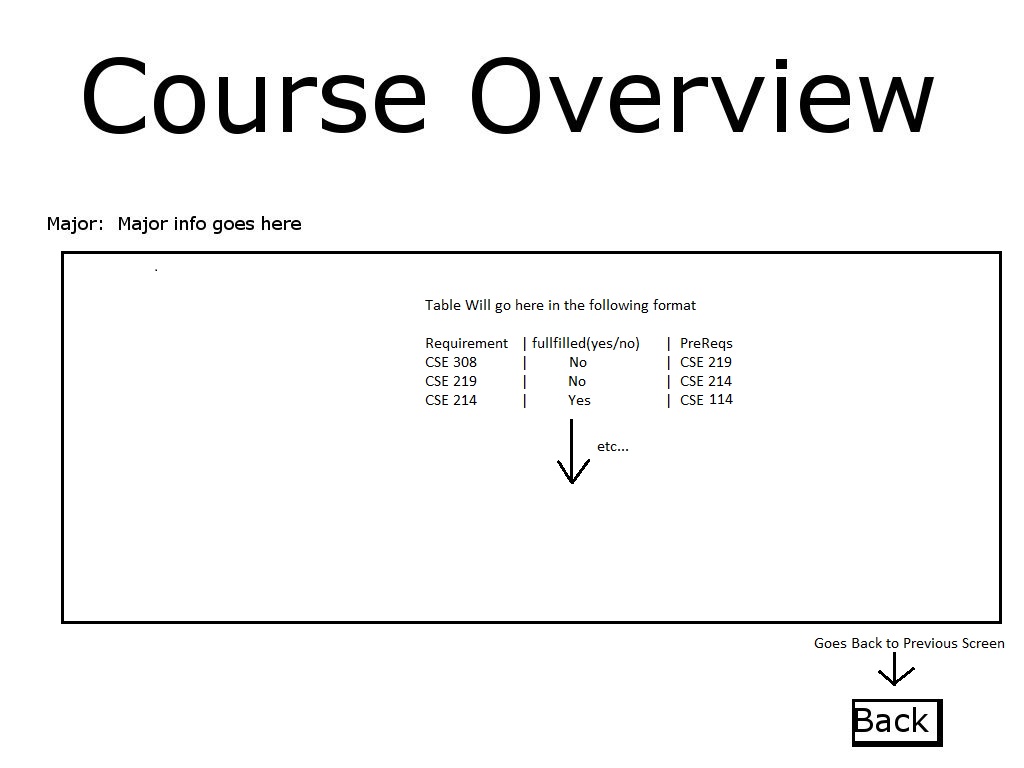 Course Overview
Major: Major info goes here
Table Will go here in the following format
Requirement | fullfilled(yes/no) | PreReqs
CSE 308 | No | CSE 219
CSE 219 | No | CSE 214
CSE 214 | Yes | CSE 114
etc...
Goes Back to Previous Screen
Back